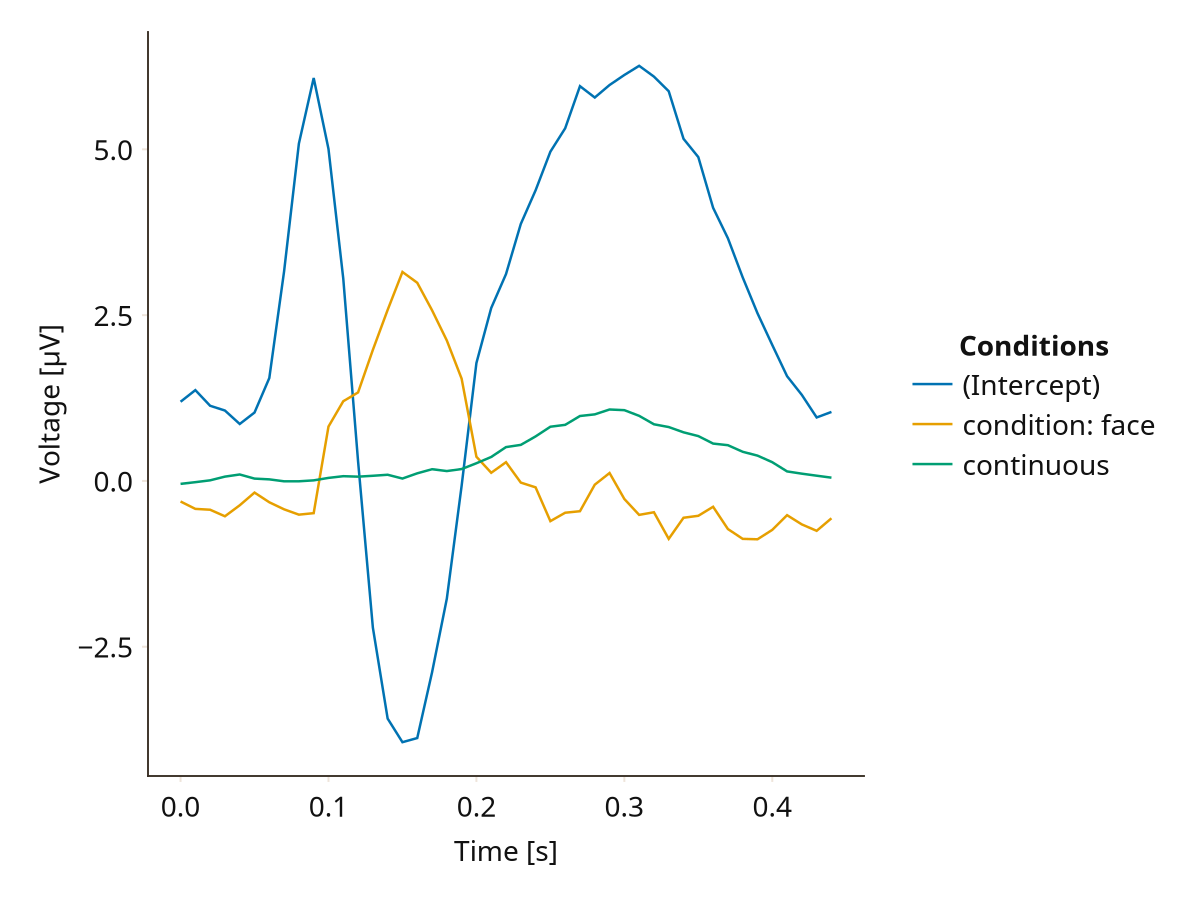 5.0
2.5
0.0
−2.5
Voltage [µV]
0.0 0.1 0.2 0.3 0.4
Time [s]
Conditions
(Intercept)
condition: face
continuous